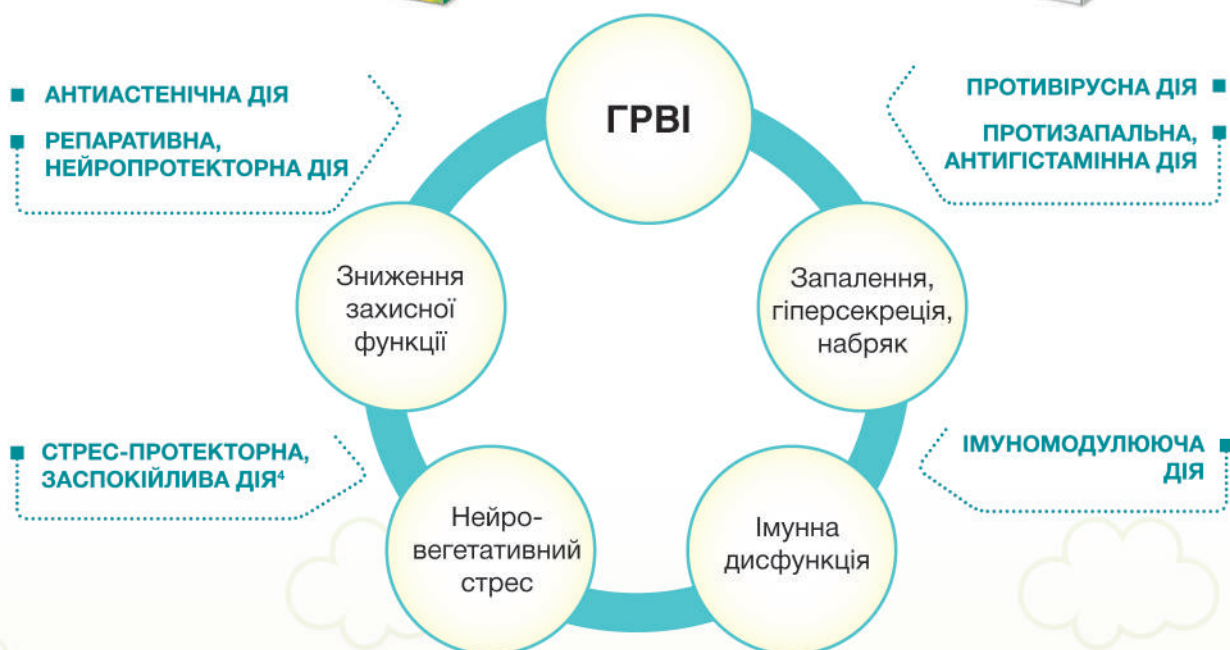 ГРВІ
АНТИАСТЕНІЧНА ДІЯ
РЕПАРАТИВНА,
НЕЙРОПРОТЕКТОРНА ДІЯ
ПРОТИВІРУСНА ДІЯ
ПРОТИЗАПАЛЬНА,
АНТИГІСТАМІННА ДІЯ
Зниження
захисної
функції
Запалення,
гіперсекреція,
набряк
СТРЕС-ПРОТЕКТОРНА,
ЗАСПОКІЙЛИВА ДІЯ⁴
ІМУНОМОДУЛЮЮЧА
ДІЯ
Нейро-
вегетативний
стрес
Імунна
дисфункція